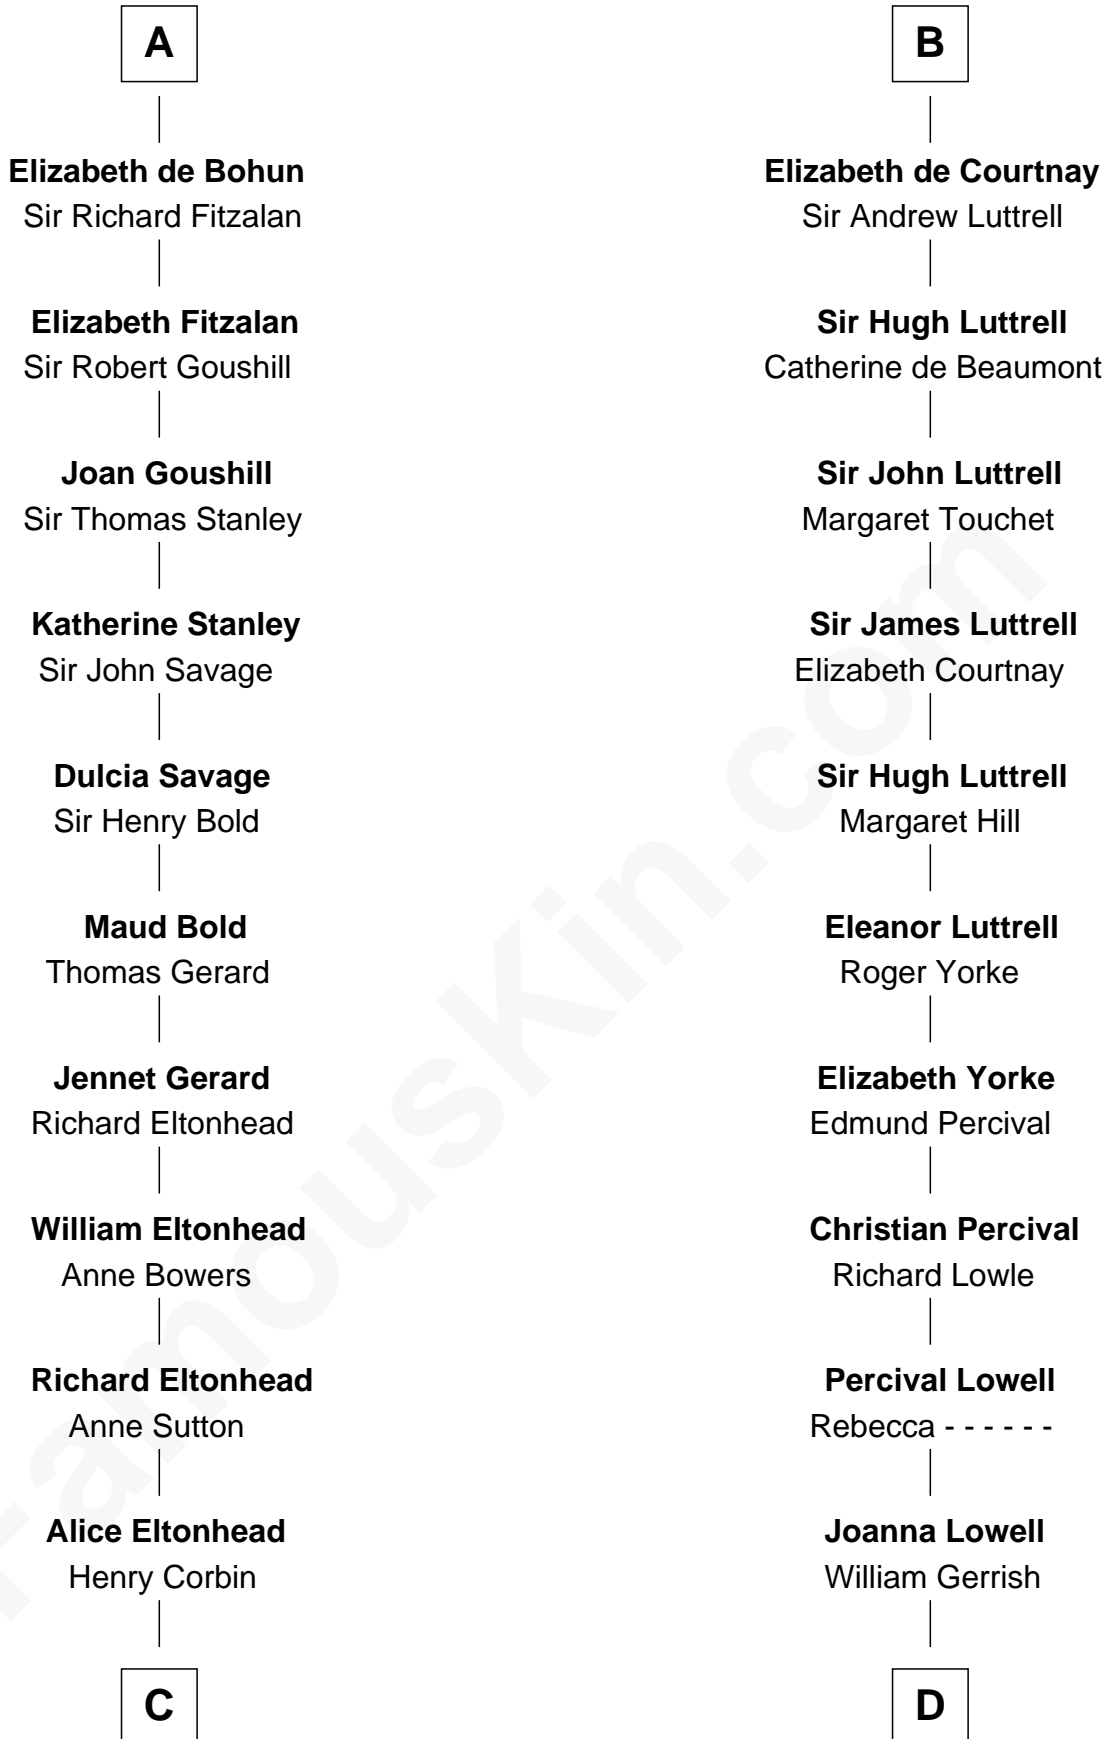 A
Elizabeth de Bohun
Sir Richard Fitzalan
Elizabeth Fitzalan
Sir Robert Goushill
Joan Goushill
Sir Thomas Stanley
Katherine Stanley
Sir John Savage
Dulcia Savage
Sir Henry Bold
Maud Bold
Thomas Gerard
Jennet Gerard
Richard Eltonhead
William Eltonhead
Anne Bowers
Richard Eltonhead
Anne Sutton
Alice Eltonhead
Henry Corbin
C
B
Elizabeth de Courtnay
Sir Andrew Luttrell
Sir Hugh Luttrell
Catherine de Beaumont
Sir John Luttrell
Margaret Touchet
Sir James Luttrell
Elizabeth Courtnay
Sir Hugh Luttrell
Margaret Hill
Eleanor Luttrell
Roger Yorke
Elizabeth Yorke
Edmund Percival
Christian Percival
Richard Lowle
Percival Lowell
Rebecca - - - - - -
Joanna Lowell
William Gerrish
D
FamousKin.com